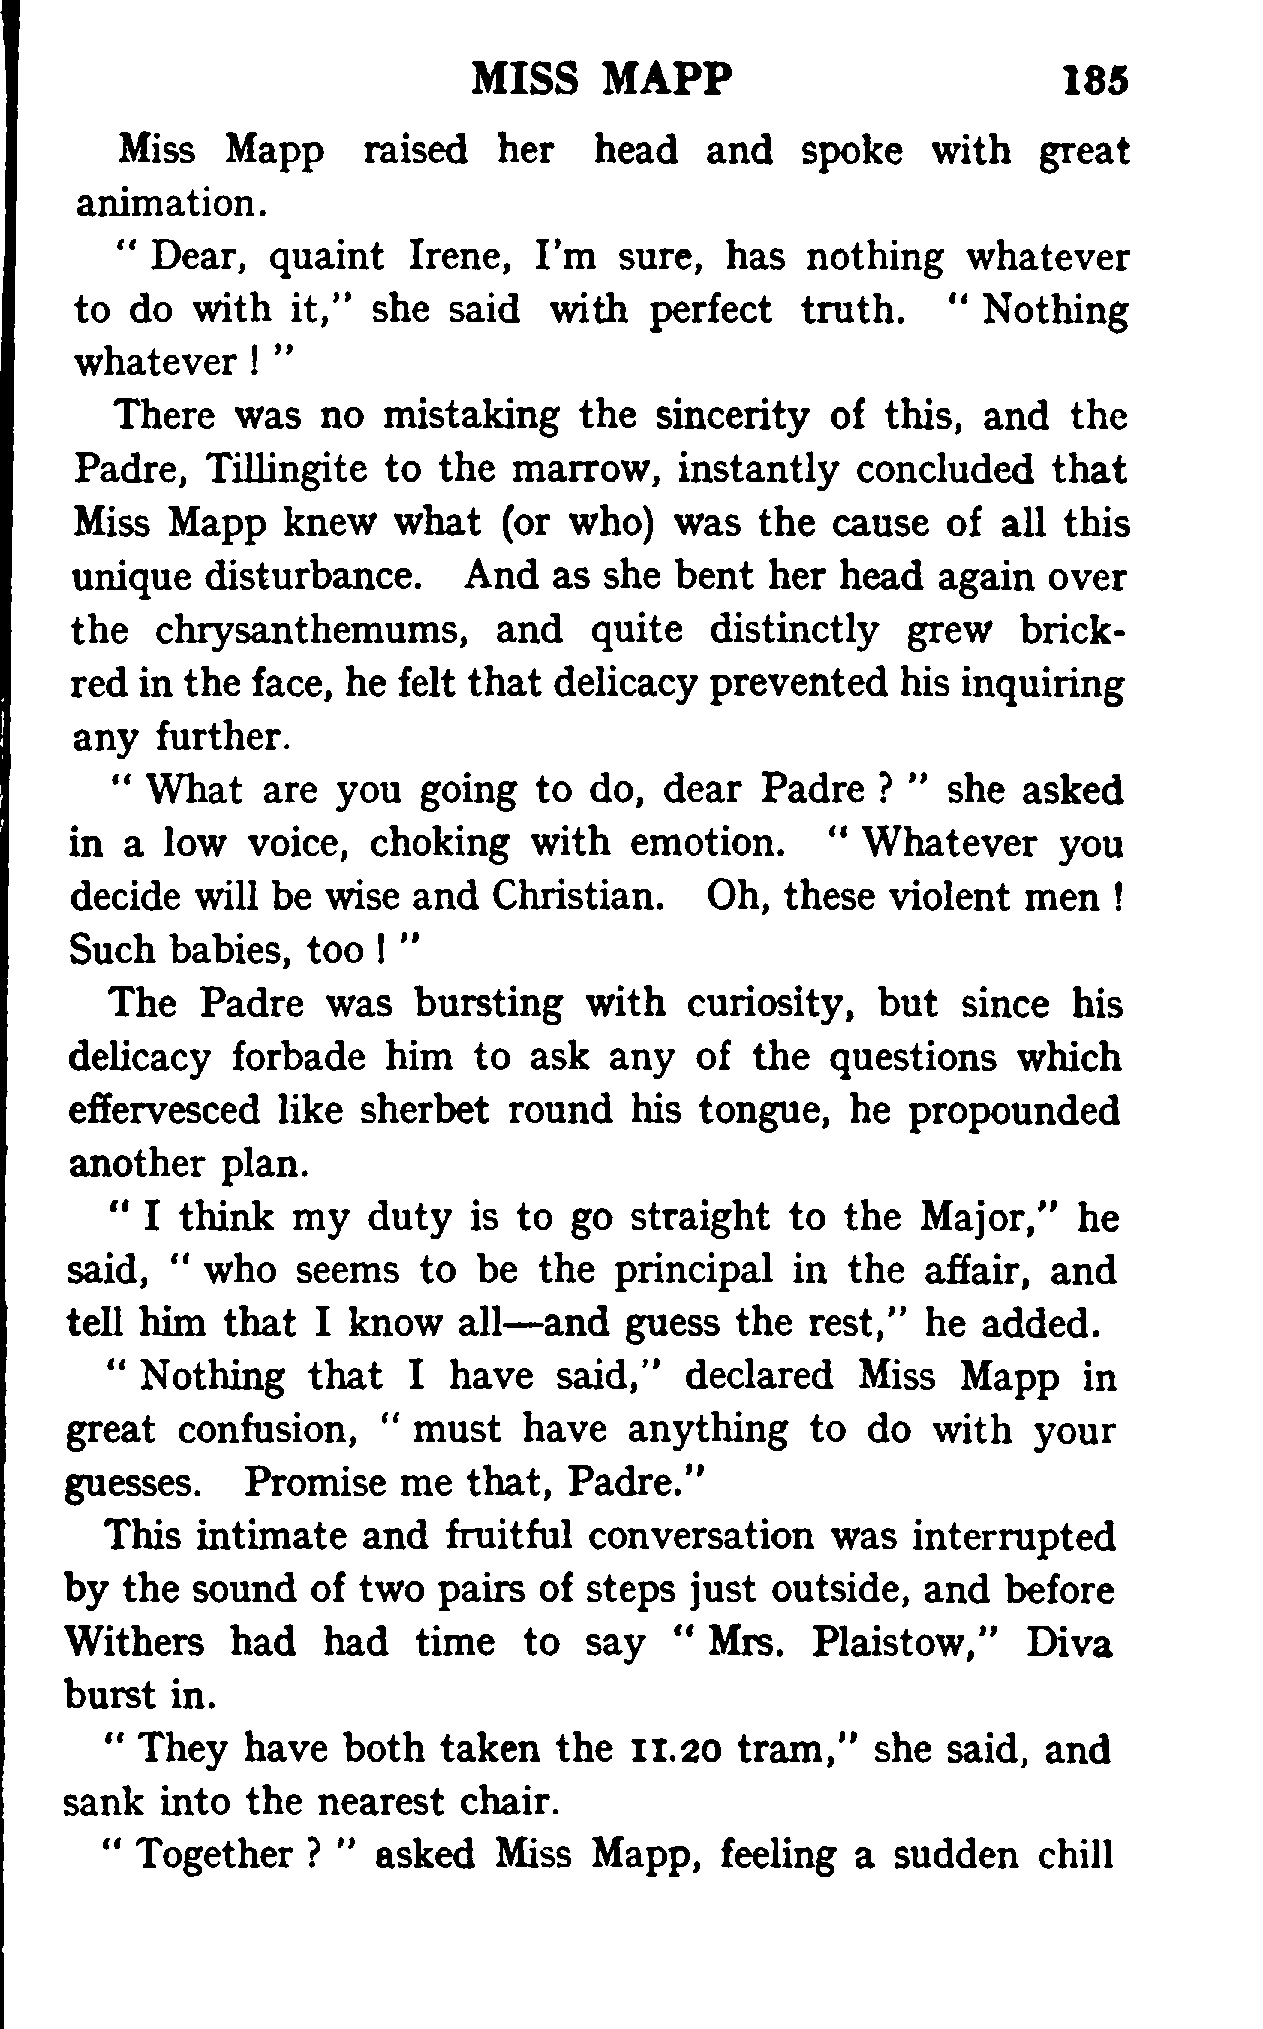 MISS MAPP 185
Miss Mapp raised her head and spoke with great
animation.
" Dear, quaint Irene, I'm sure, has nothing whatever
to do with it," she said with perfect truth. " Nothing
whatever ! "
There was no mistaking the sincerity of this, and the
Padre, Tillingite to the marrow, instantly concluded that
Miss Mapp knew what (or who) was the cause of all this
unique disturbance. And as she bent her head again over
the chrysanthemums, and quite distinctly grew brick-
red in the face, he felt that delicacy prevented his inquiring
any further.
" What are you going to do, dear Padre ? " she asked
in a low voice, choking with emotion. " Whatever you
decide will be wise and Christian. Oh, these violent men !
Such babies, too ! "
The Padre was bursting with curiosity, but since his
delicacy forbade him to ask any of the questions which
effervesced like sherbet round his tongue, he propounded
another plan.
" I think my duty is to go straight to the Major," he
said, " who seems to be the principal in the affair, and
tell him that I know all—and guess the rest," he added.
" Nothing that I have said," declared Miss Mapp in
great confusion, " must have anything to do with your
guesses. Promise me that, Padre."
This intimate and fruitful conversation was interrupted
by the sound of two pairs of steps just outside, and before
Withers had had time to say " Mrs. Plaistow," Diva
burst in.
" They have both taken the 11.20 tram," she said, and
sank into the nearest chair.
" Together ? " asked Miss Mapp, feeling a sudden chill